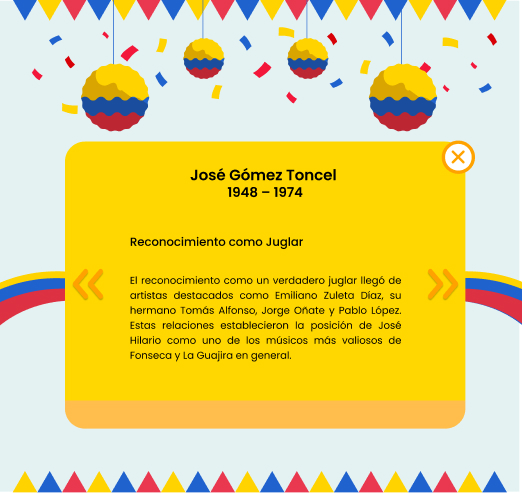 José Gómez Toncel
1948 – 1974
Reconocimiento como Juglar
El reconocimiento como un verdadero juglar llegó de
artistas destacados como Emiliano Zuleta Díaz, su
hermano Tomás Alfonso, Jorge Oñate y Pablo López.
Estas relaciones establecieron la posición de José
Hilario como uno de los músicos más valiosos de
Fonseca y La Guajira en general.